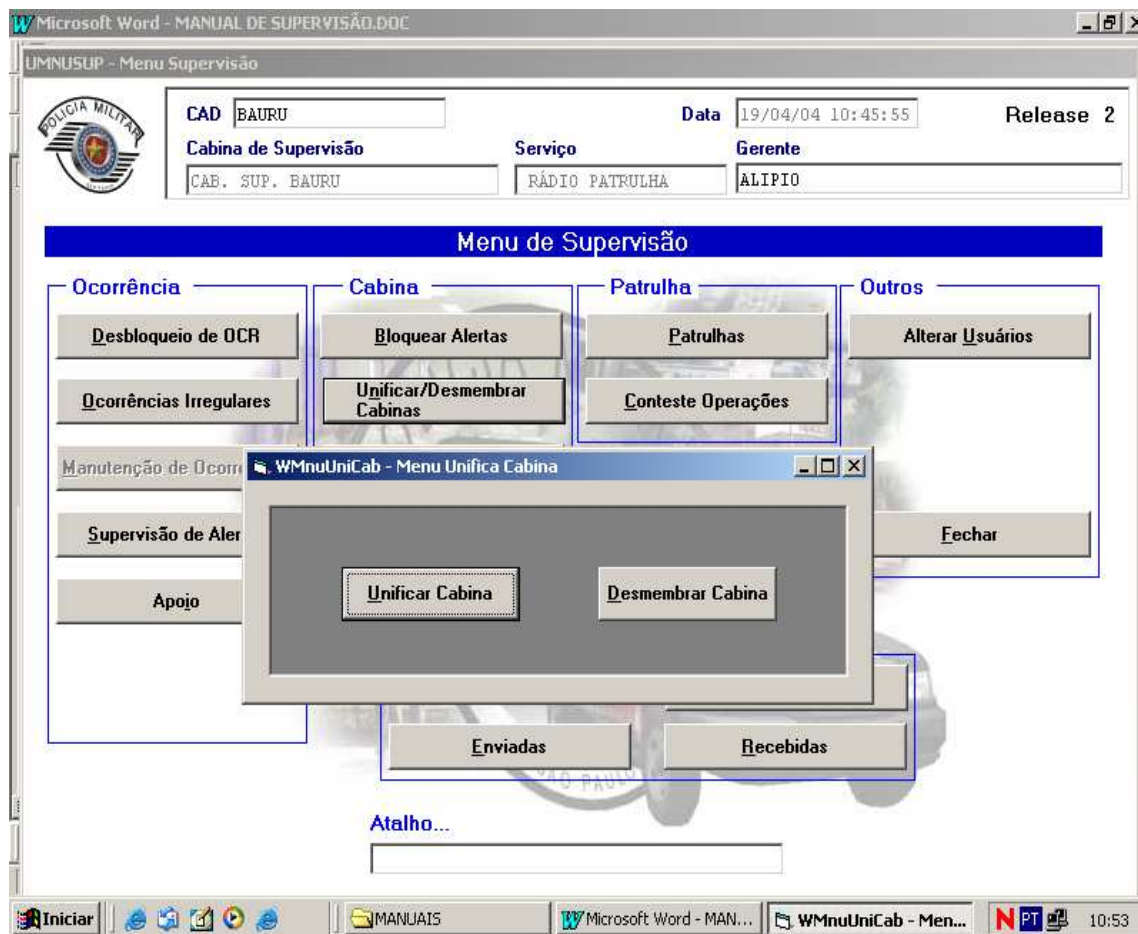 Microsoft Word - MANUAL DE SUPERVISÃO.DOC
UMNUSUP - Menu Supervisão
POLICIA MILITAR
CAD BAURU Data 19/04/04 10:45:55 Release 2
Cabina de Supervisão Serviço Gerente
CAB. SUP. BAURU RÁDIO PATRULHA ALIPIO
Menu de Supervisão
Ocorrência Cabina Patrulha Outros
Desbloqueio de OCR Bloquear Alertas Patrulhas Alterar Usuários
Ocorrências Irregulares Unificar/Desmembrar Cabinas Conteste Operações
Manutenção de Ocorr
WMnuUniCab - Menu Unifica Cabina
Supervisão de Aler Fechar
Unificar Cabina Desmembrar Cabina
Apoio
Enviadas Recebidas
SÃO PAULO
Atalho...
Iniciar MANUAIS Microsoft Word - MAN... WMnuUniCab - Men... N PT 10:53